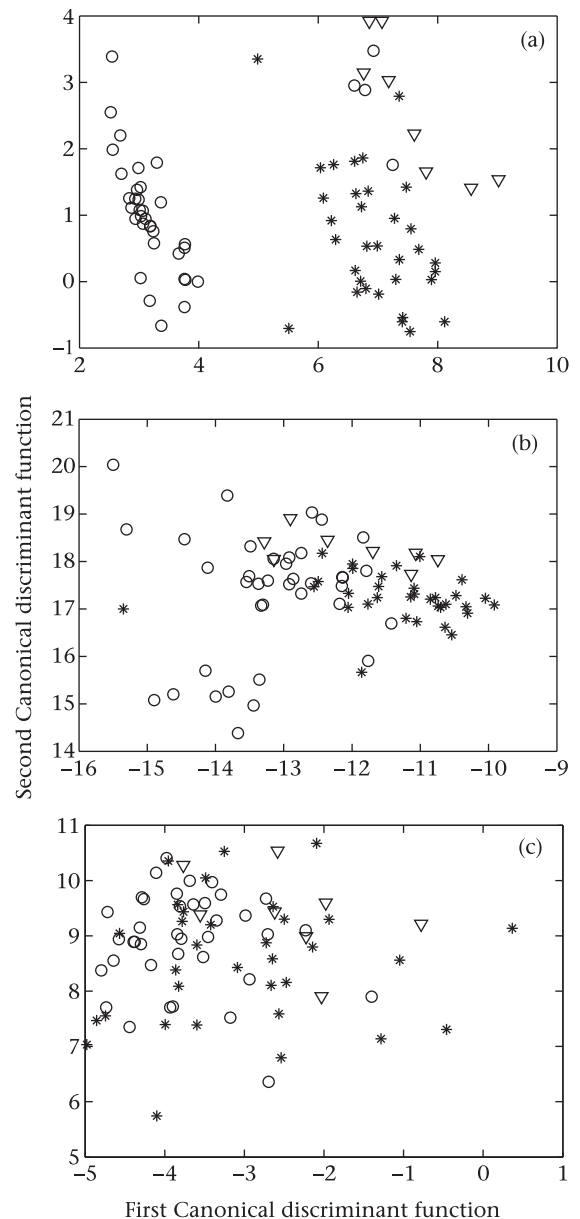 4
(a)
3
2
1
0
−1
2 4 6 8 10
21
(b)
20
19
18
17
16
15
14
−16 −15 −14 −13 −12 −11 −10 −9
Second Canonical discriminant function
11
(c)
10
9
8
7
6
5
−5 −4 −3 −2 −1 0 1
First Canonical discriminant function